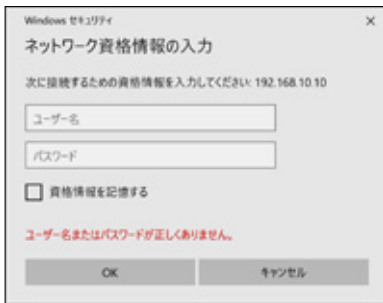 Windows セキュリティ
ネットワーク資格情報の入力
次に接続するための資格情報を入力してください: 192.168.10.10
ユーザー名
パスワード
資格情報を記憶する
ユーザー名またはパスワードが正しくありません。
OK
キャンセル